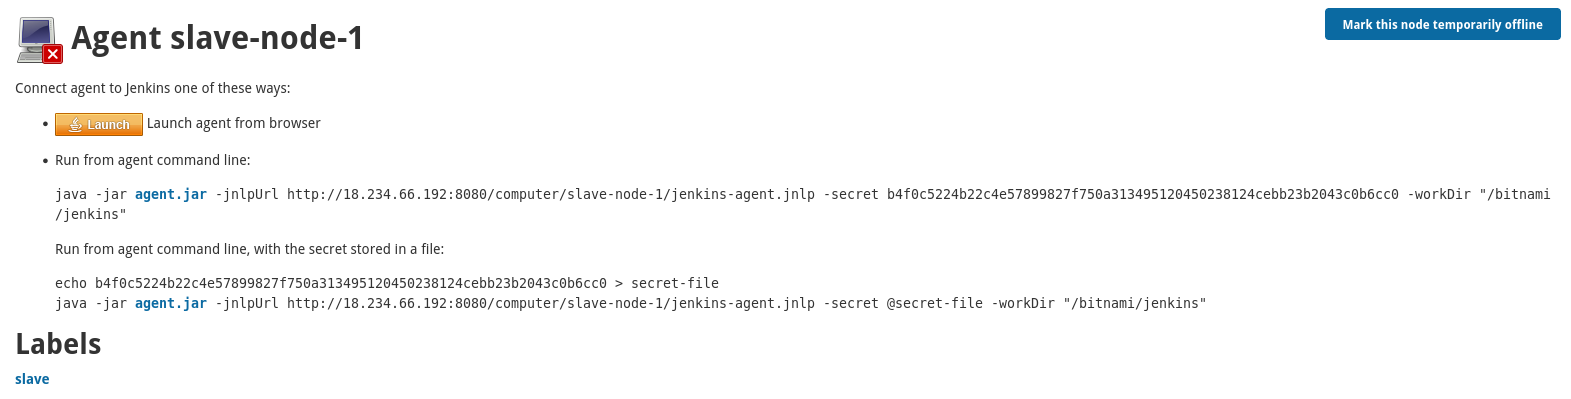 Agent slave-node-1
Mark this node temporarily offline
Connect agent to Jenkins one of these ways:
Launch Launch agent from browser
Run from agent command line:
java -jar agent.jar -jnlpUrl http://18.234.66.192:8080/computer/slave-node-1/jenkins-agent.jnlp -secret b4f0c5224b22c4e57899827f750a313495120450238124cebb23b2043c0b6cc0 -workDir "/bitnami
/jenkins"
Run from agent command line, with the secret stored in a file:
echo b4f0c5224b22c4e57899827f750a313495120450238124cebb23b2043c0b6cc0 > secret-file
java -jar agent.jar -jnlpUrl http://18.234.66.192:8080/computer/slave-node-1/jenkins-agent.jnlp -secret @secret-file -workDir "/bitnami/jenkins"
Labels
slave